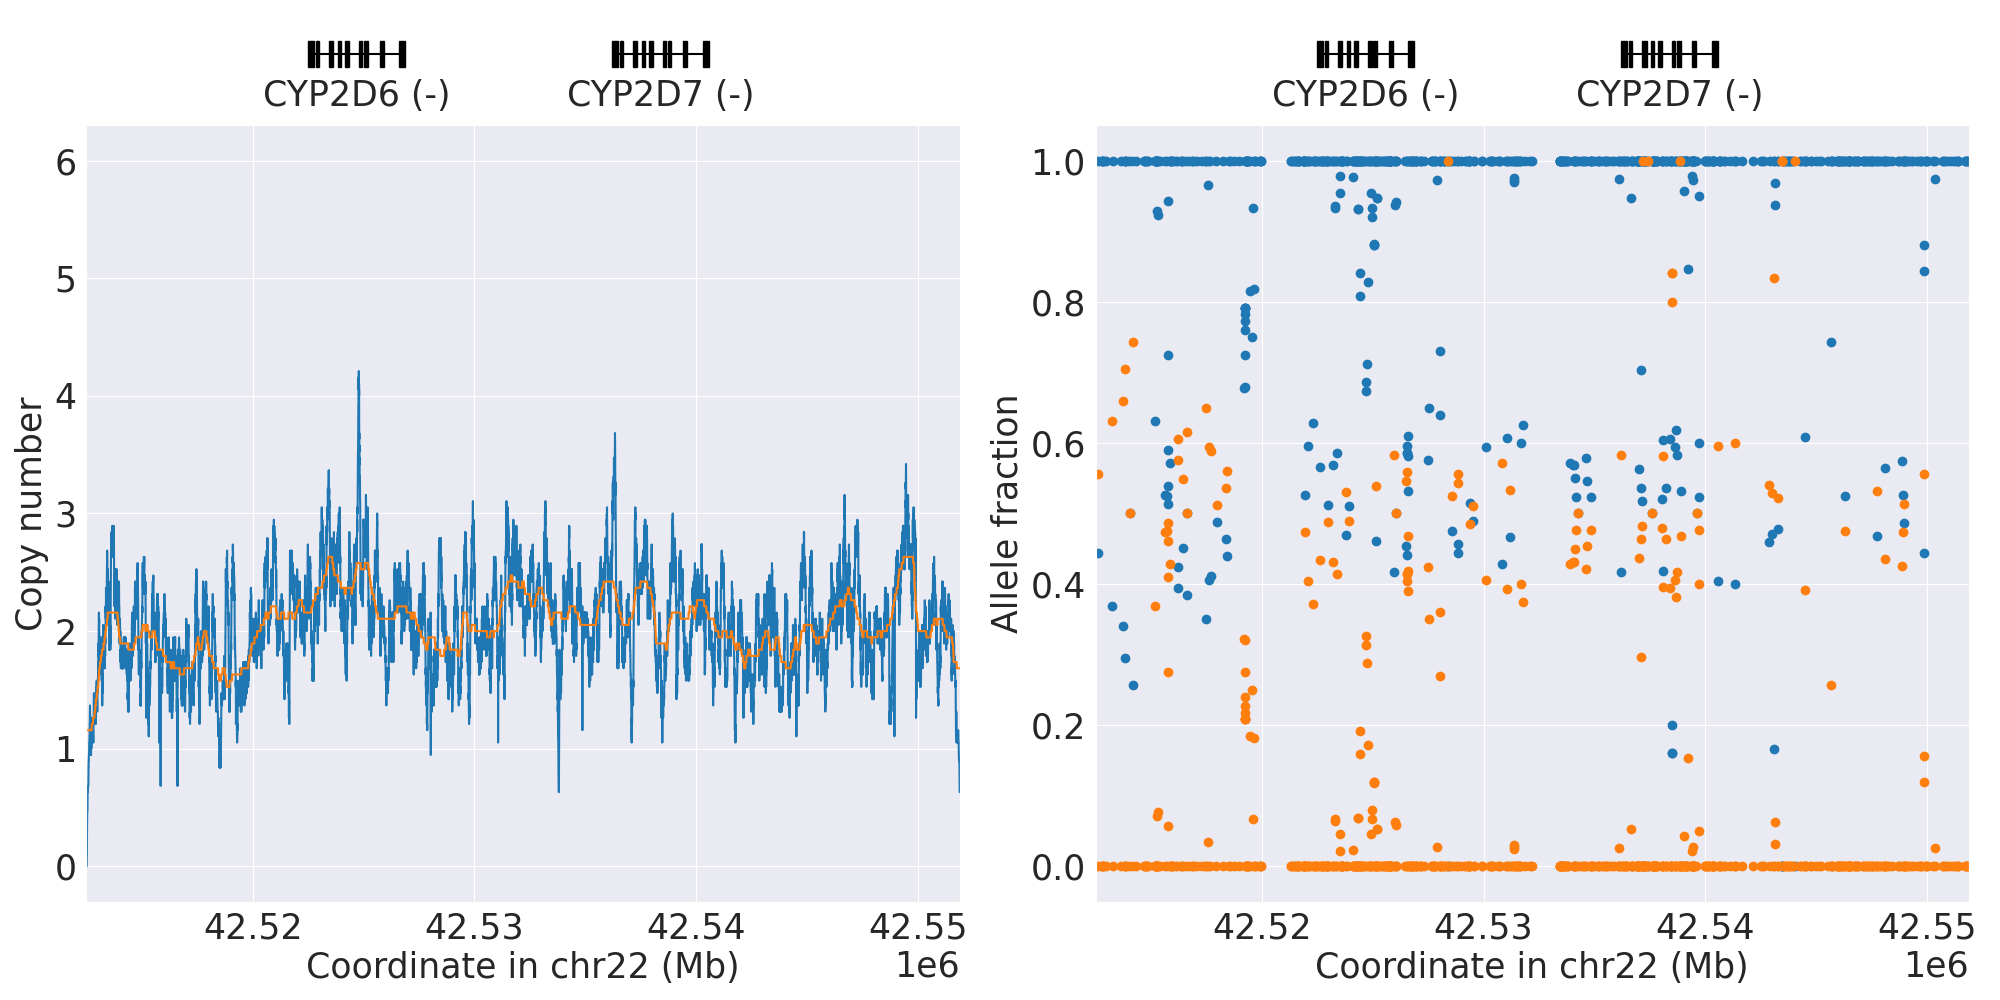 CYP2D6 (-)
CYP2D7 (-)
6
5
4
3
2
1
0
Copy number
42.52
42.53
42.54
42.55
Coordinate in chr22 (Mb)
1e6
CYP2D6 (-)
CYP2D7 (-)
1.0
0.8
0.6
0.4
0.2
0.0
Allele fraction
42.52
42.53
42.54
42.55
Coordinate in chr22 (Mb)
1e6